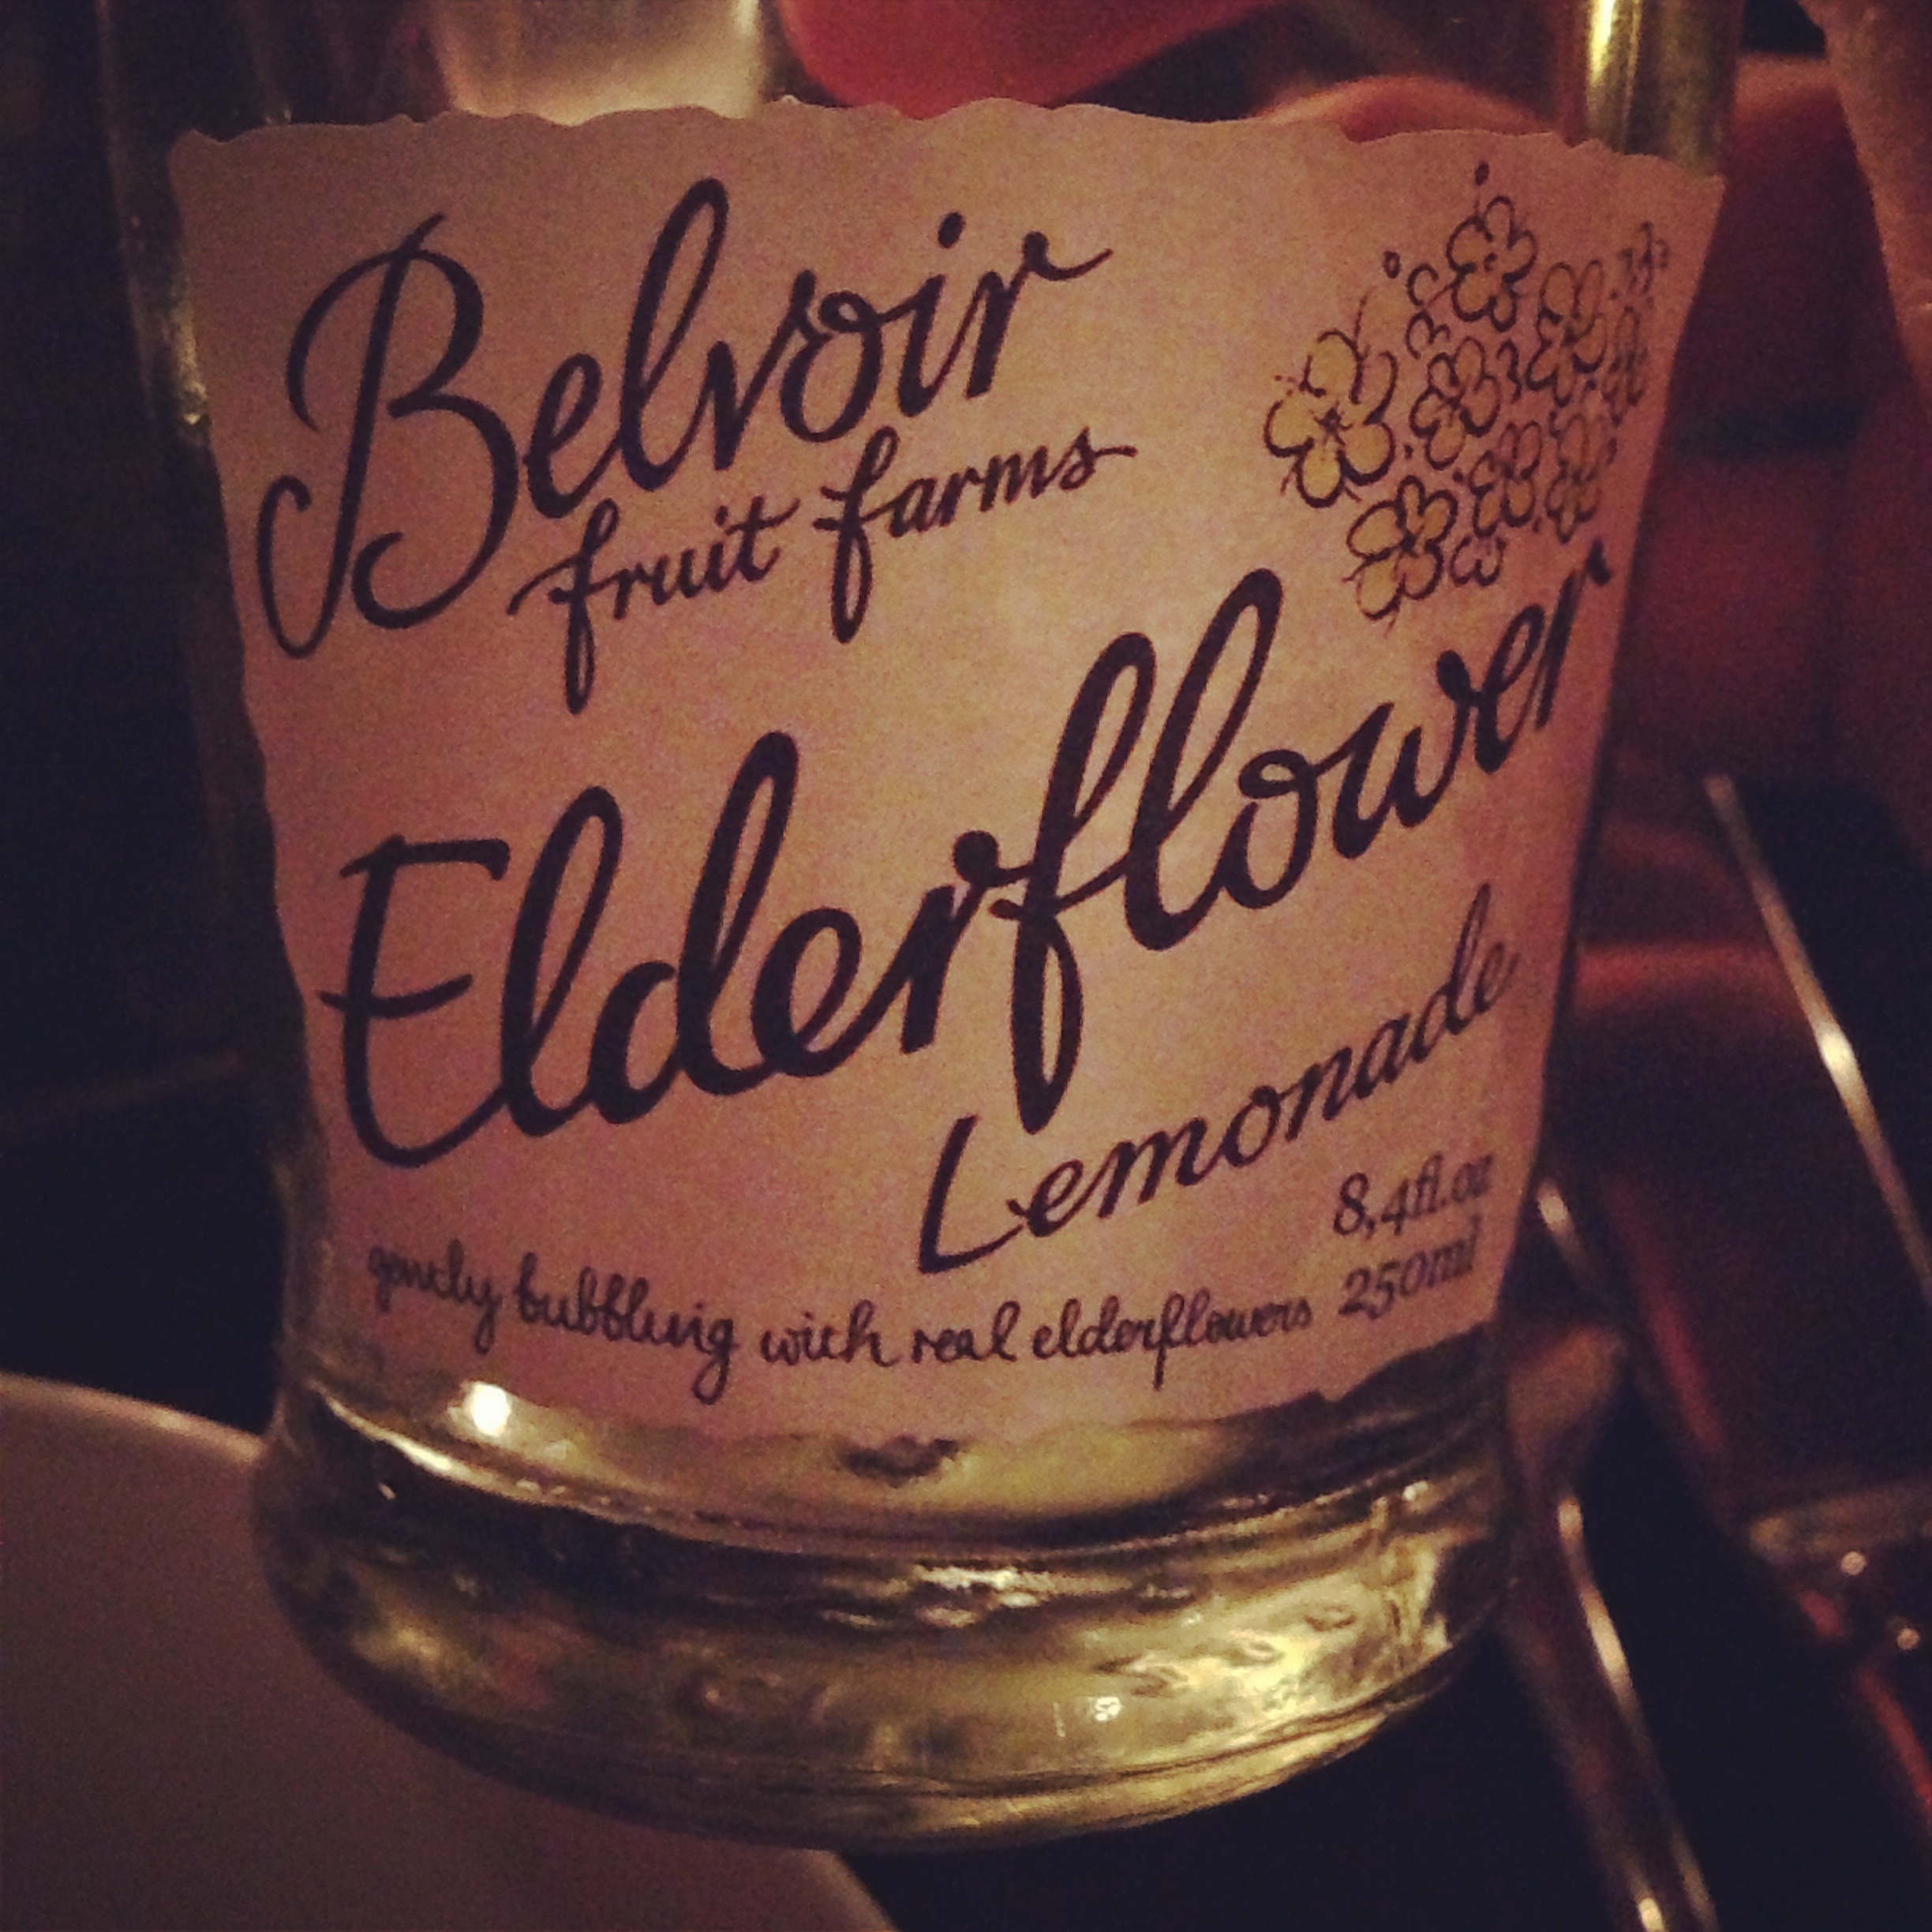 Belvoir
fruit farms
Elderflower
Lemonade
8,4fl.oz
250ml
gently bubbling with real elderflowers